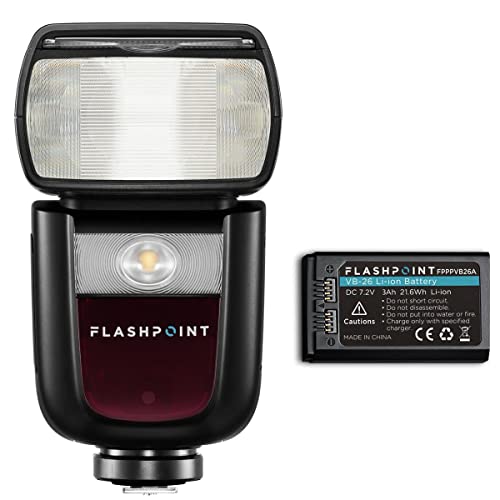 FLASHPOINT
FLASHPOINT FPPPVB26A
VB-26 Li-ion Battery
DC 7.2V 3Ah 21.6Wh Li-ion
Cautions
• Do not short circuit.
• Do not disassemble.
• Do not put into water or fire.
• Charge only with specified charger.
MADE IN CHINA
CE FC